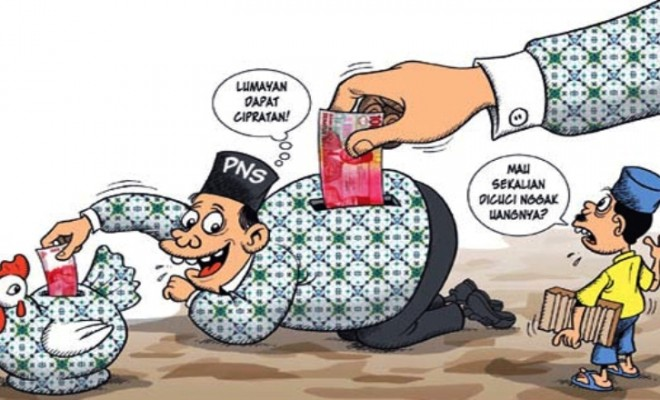 LUMAYAN
DAPAT
CIPRATAN!
PNS
MAU
SEKALIAN
DICUCI NGGAK
UANGNYA?